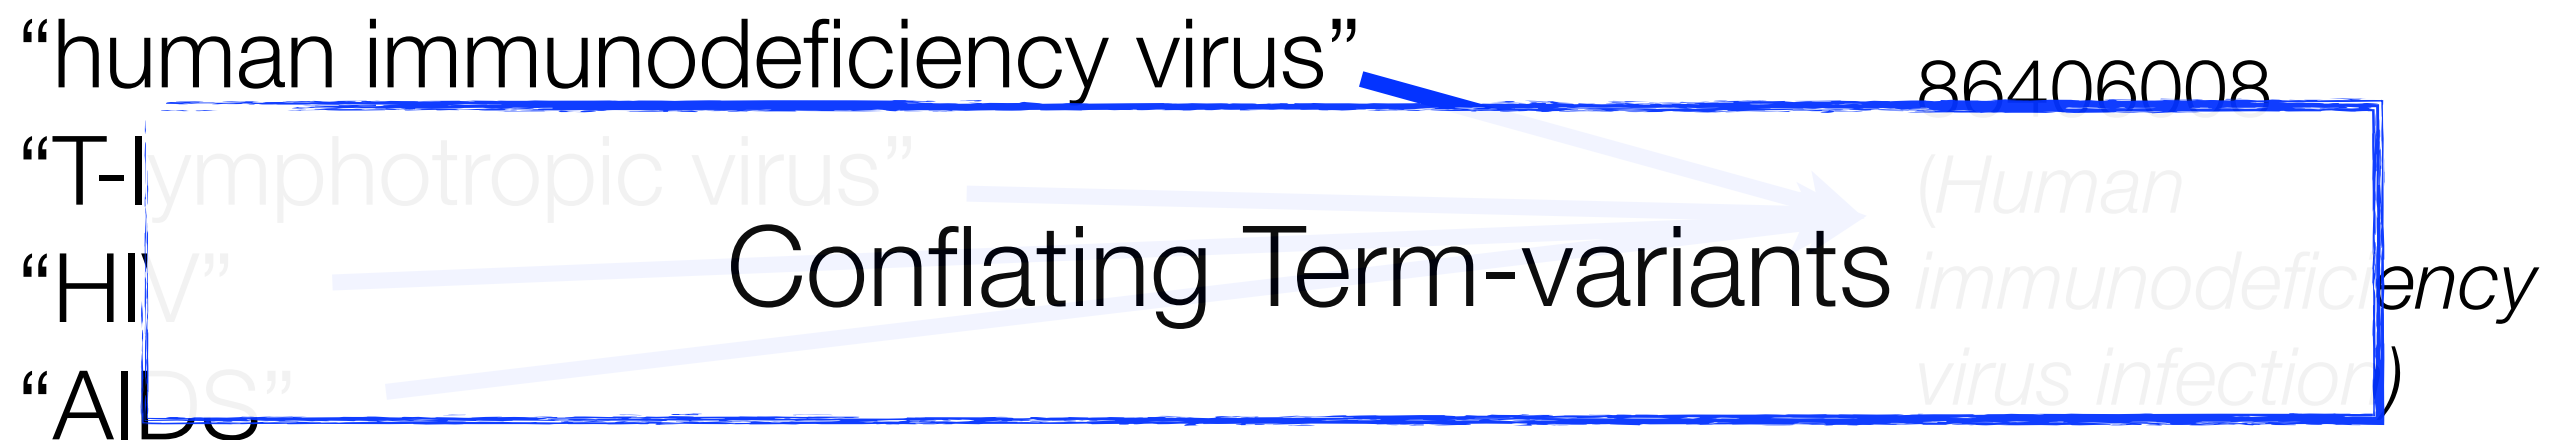 “human immunodeficiency virus”
86406008
“T-lymphotropic virus”
(Human
“HIV”
Conflating Term-variants
immunodeficiency
“AIDS”
virus infection)